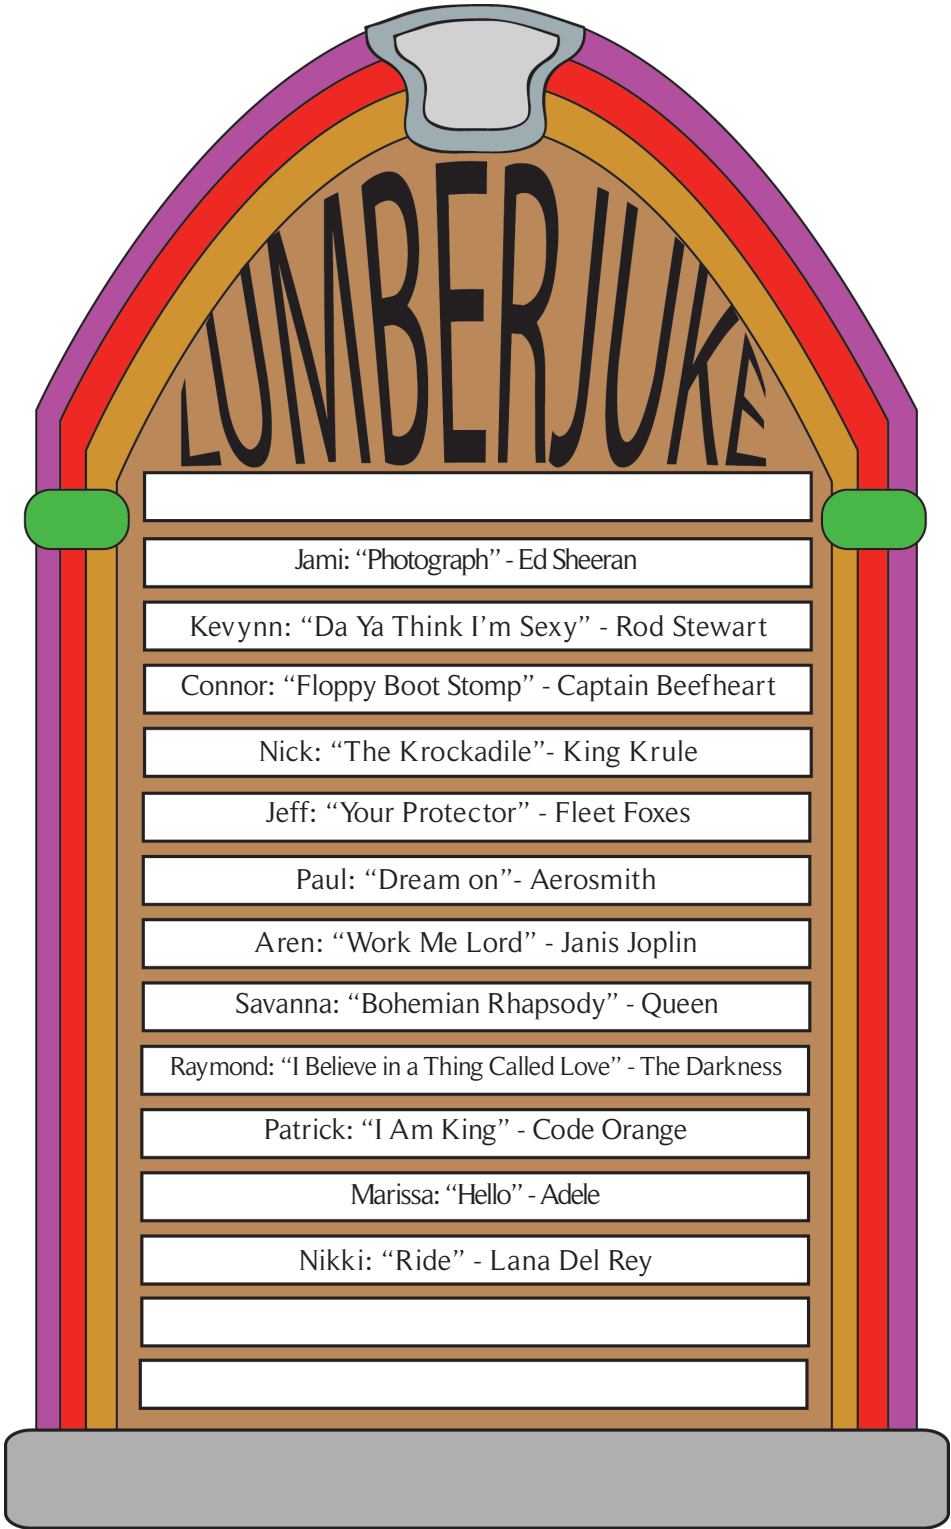 LUMBERJUKE
Jami: “Photograph” - Ed Sheeran
Kevynn: “Da Ya Think I’m Sexy” - Rod Stewart
Connor: “Floppy Boot Stomp” - Captain Beefheart
Nick: “The Krockadile”- King Krule
Jeff: “Your Protector” - Fleet Foxes
Paul: “Dream on”- Aerosmith
Aren: “Work Me Lord” - Janis Joplin
Savanna: “Bohemian Rhapsody” - Queen
Raymond: “I Believe in a Thing Called Love” - The Darkness
Patrick: “I Am King” - Code Orange
Marissa: “Hello” - Adele
Nikki: “Ride” - Lana Del Rey